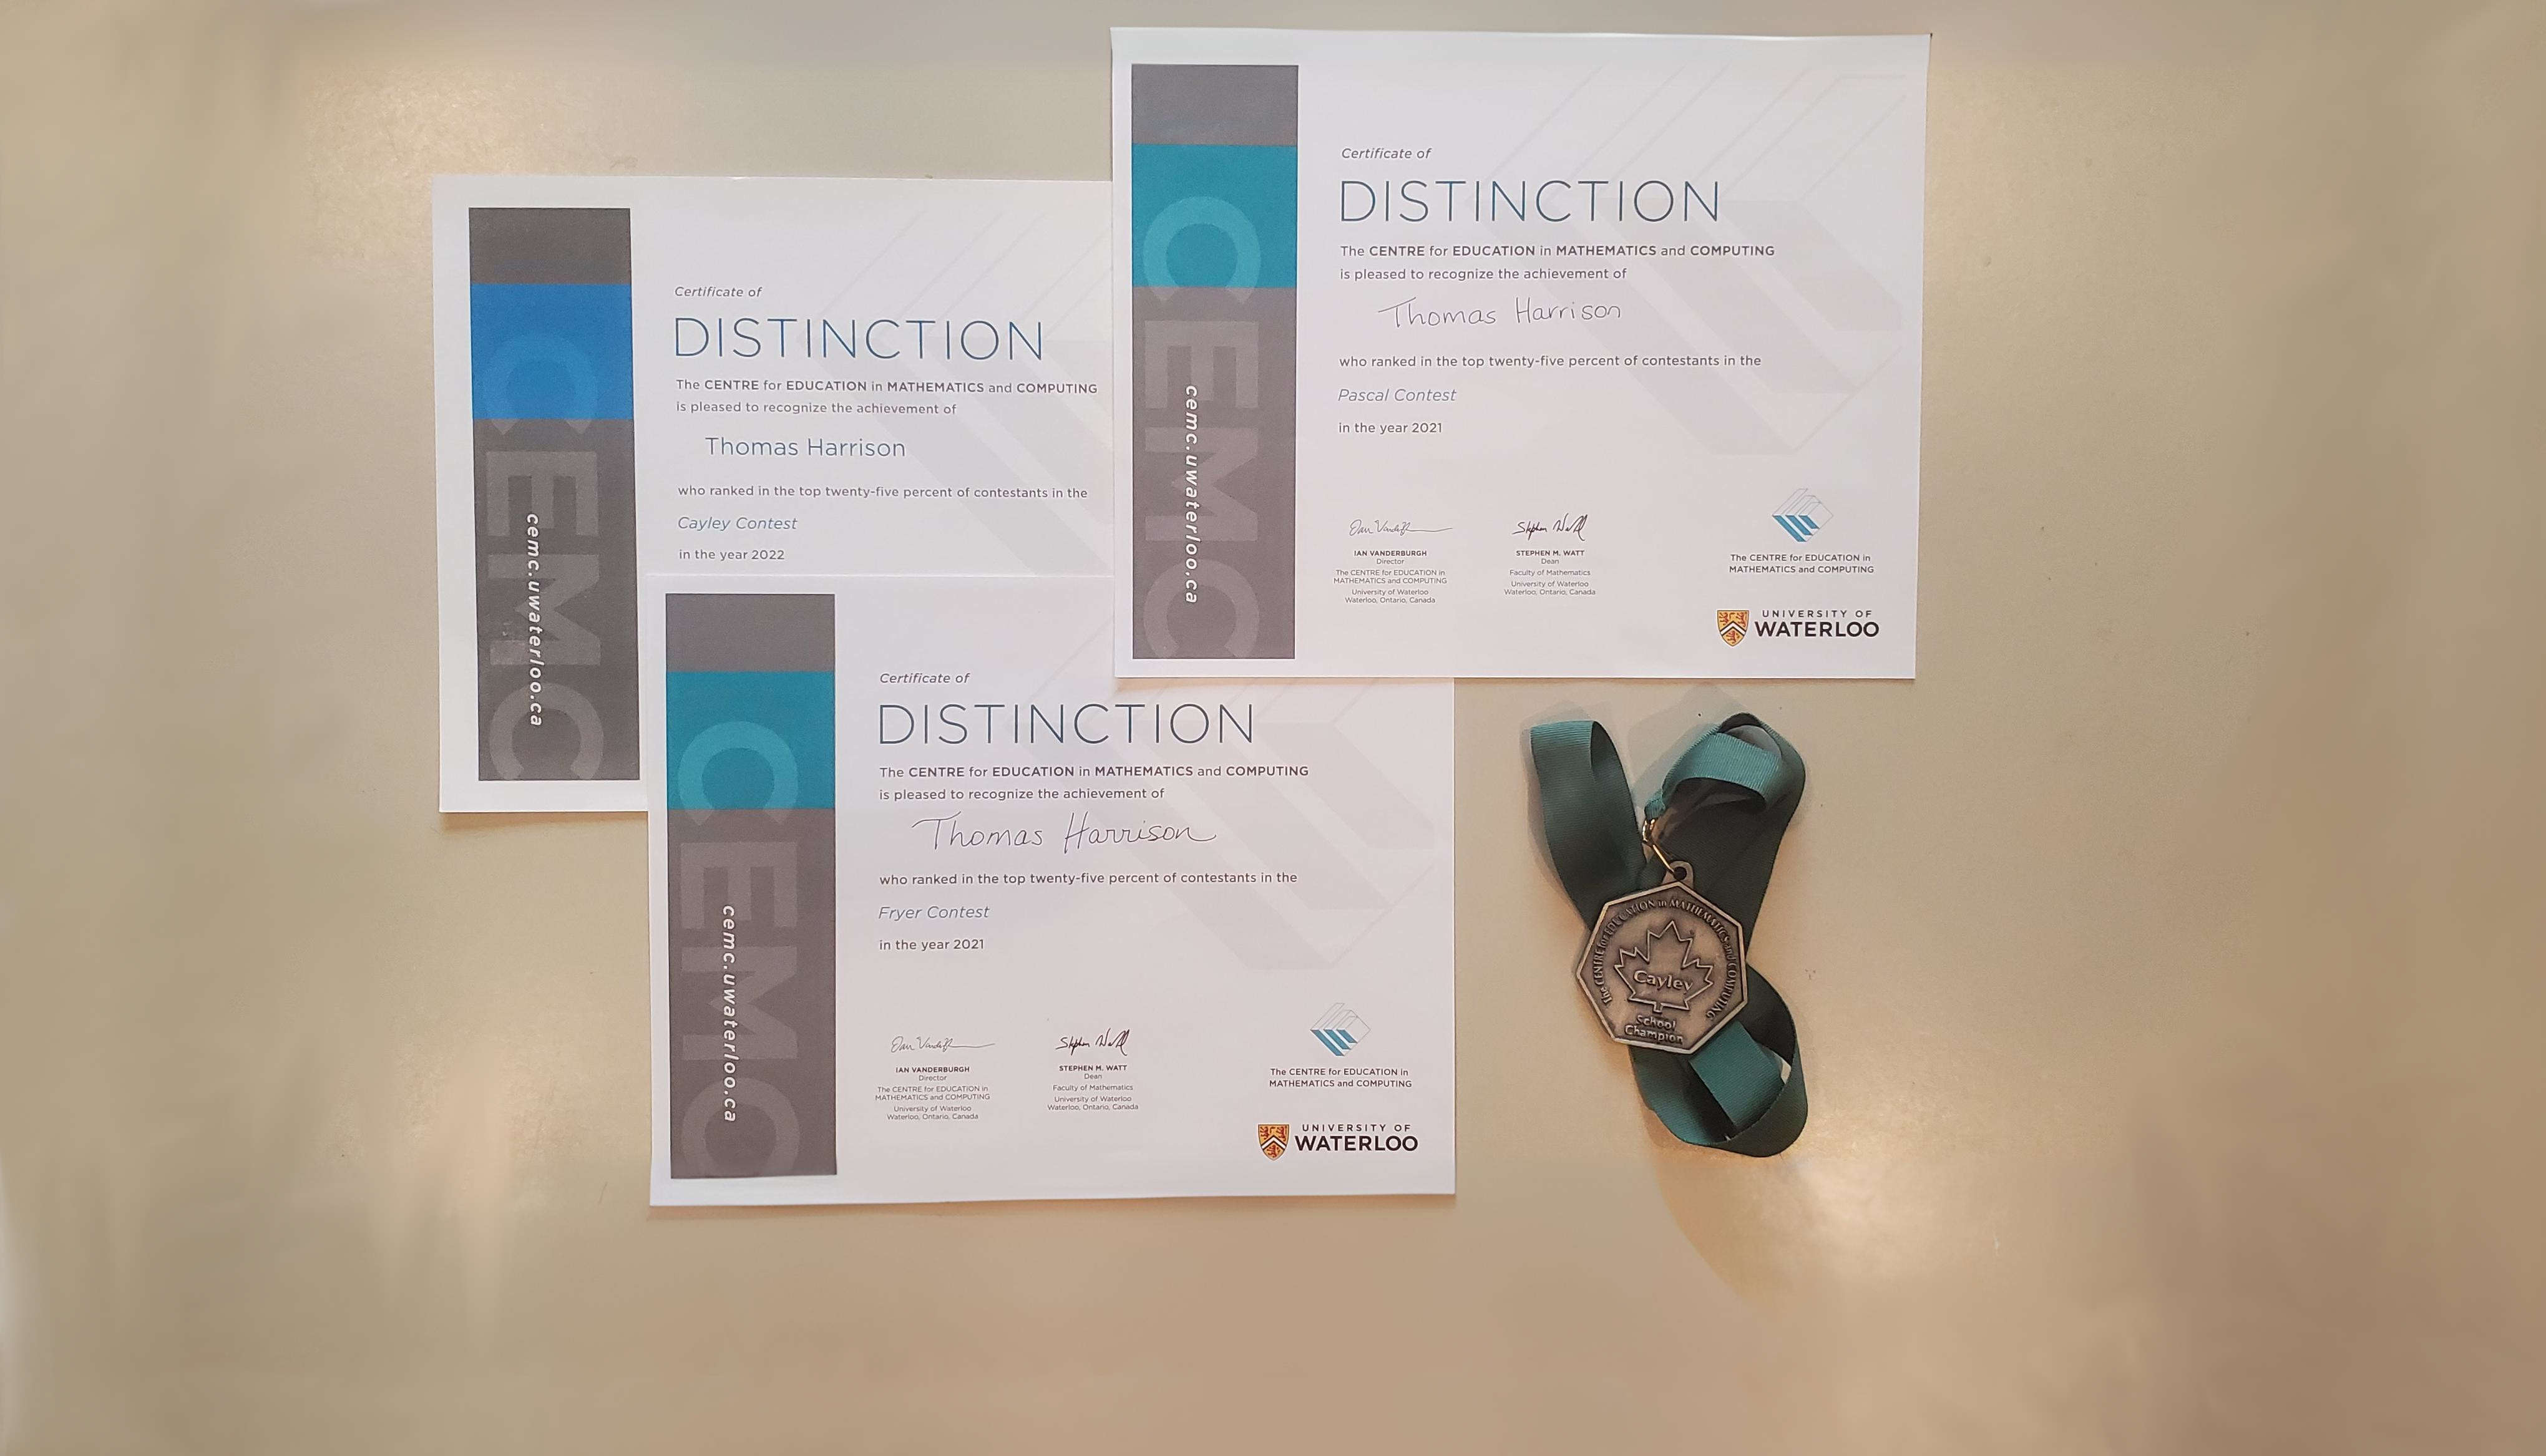 CEMC
cemc.uwaterloo.ca
Certificate of
DISTINCTION
The CENTRE for EDUCATION in MATHEMATICS and COMPUTING
is pleased to recognize the achievement of
Thomas Harrison
who ranked in the top twenty-five percent of contestants in the
Cayley Contest
in the year 2022
CEMC
cemc.uwaterloo.ca
Certificate of
DISTINCTION
The CENTRE for EDUCATION in MATHEMATICS and COMPUTING
is pleased to recognize the achievement of
Thomas Harrison
who ranked in the top twenty-five percent of contestants in the
Pascal Contest
in the year 2021
IAN VANDERBURGH
Director
The CENTRE for EDUCATION in
MATHEMATICS and COMPUTING
University of Waterloo
Waterloo, Ontario, Canada
Stephen Watt
STEPHEN M. WATT
Dean
Faculty of Mathematics
University of Waterloo
Waterloo, Ontario, Canada
The CENTRE for EDUCATION in
MATHEMATICS and COMPUTING
UNIVERSITY OF
WATERLOO
CEMC
cemc.uwaterloo.ca
Certificate of
DISTINCTION
The CENTRE for EDUCATION in MATHEMATICS and COMPUTING
is pleased to recognize the achievement of
Thomas Harrison
who ranked in the top twenty-five percent of contestants in the
Fryer Contest
in the year 2021
IAN VANDERBURGH
Director
The CENTRE for EDUCATION in
MATHEMATICS and COMPUTING
University of Waterloo
Waterloo, Ontario, Canada
Stephen Watt
STEPHEN M. WATT
Dean
Faculty of Mathematics
University of Waterloo
Waterloo, Ontario, Canada
The CENTRE for EDUCATION in
MATHEMATICS and COMPUTING
UNIVERSITY OF
WATERLOO
The CENTRE for EDUCATION in MATHEMATICS and COMPUTING
Cayley
School
Champion